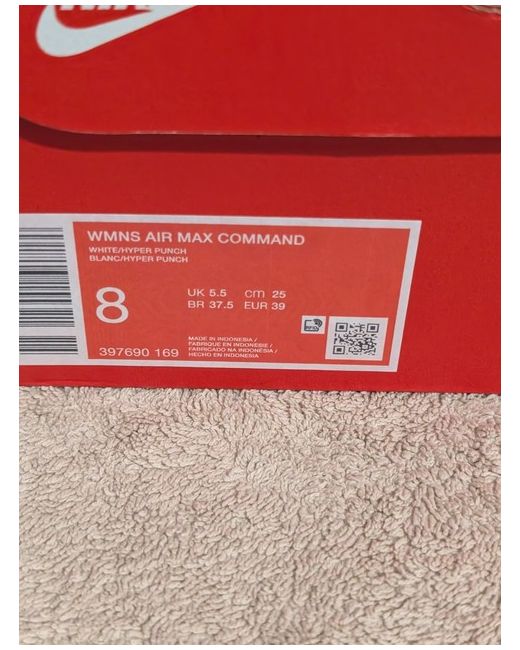 WMNS AIR MAX COMMAND
WHITE/HYPER PUNCH
BLANC/HYPER PUNCH
8
UK 5.5 cm 25
BR 37.5 EUR 39
397690 169
MADE IN INDONESIA /
FABRIQUE EN INDONESIE /
FABRICADO NA INDONÉSIA /
HECHO EN INDONESIA